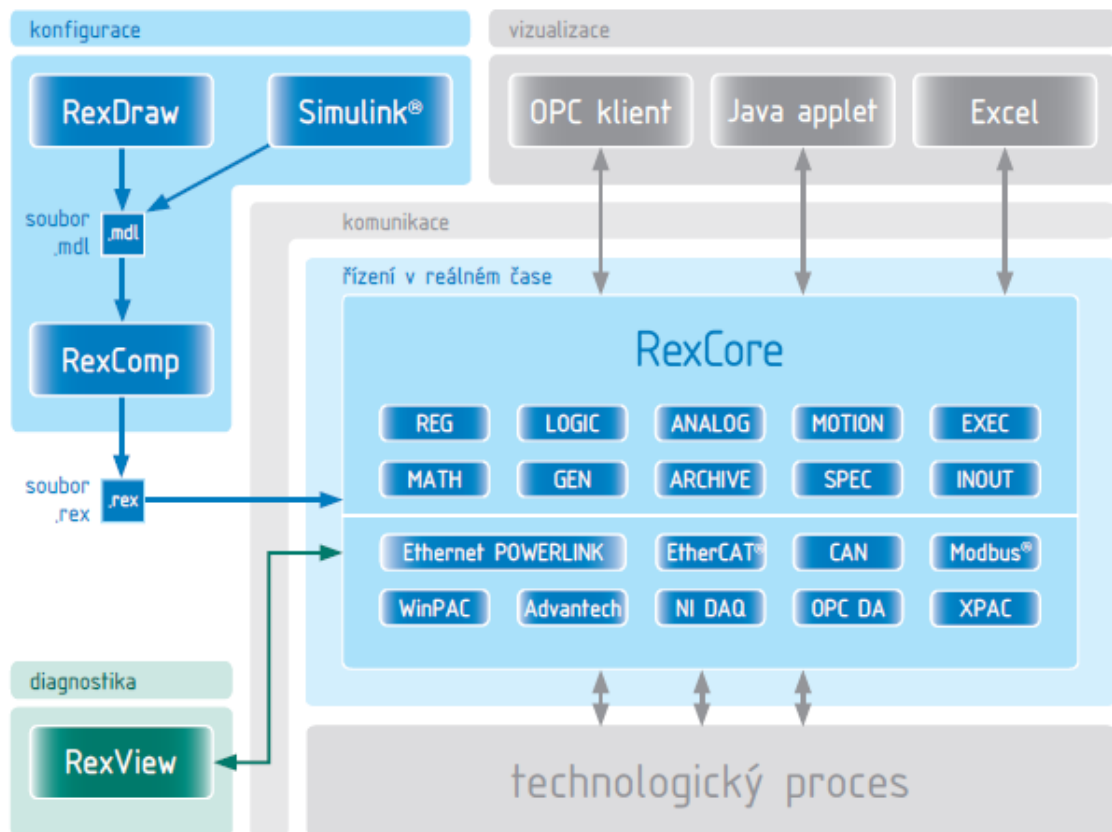 konfigurace
vizualizace
RexDraw
Simulink®
OPC klient
Java applet
Excel
soubor
.mdl
.mdl
komunikace
řízení v reálném čase
RexComp
RexCore
REG
LOGIC
ANALOG
MOTION
EXEC
MATH
GEN
ARCHIVE
SPEC
INOUT
soubor
.rex
.rex
Ethernet POWERLINK
EtherCAT®
CAN
Modbus®
WinPAC
Advantech
NI DAQ
OPC DA
XPAC
diagnostika
RexView
technologický proces